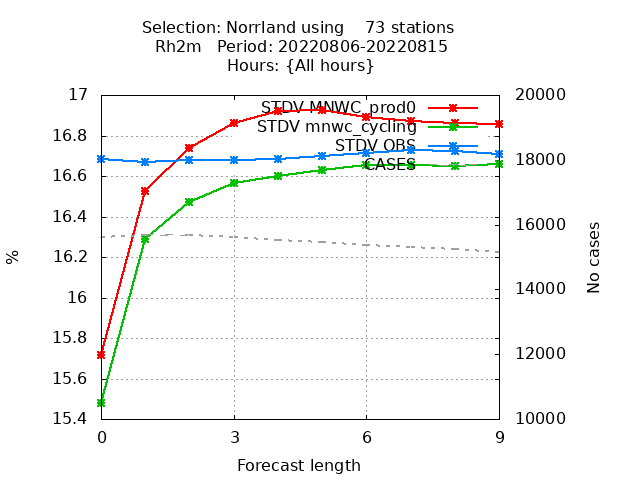 Selection: Norrland using 73 stations
Rh2m Period: 20220806-20220815
Hours: {All hours}
17
16.8
16.6
16.4
16.2
16
15.8
15.6
15.4
%
STDV MNWC_prod0
STDV mnwc_cycling
STDV OBS
CASES
20000
18000
16000
14000
12000
10000
No cases
0 3 6 9
Forecast length